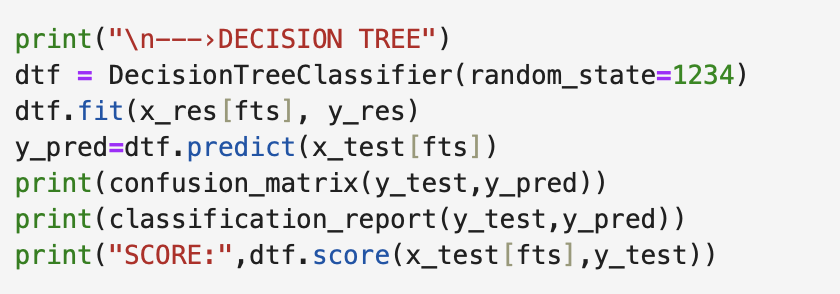 print("\n---›DECISION TREE")
dtf = DecisionTreeClassifier(random_state=1234)
dtf.fit(x_res[fts], y_res)
y_pred=dtf.predict(x_test[fts])
print(confusion_matrix(y_test,y_pred))
print(classification_report(y_test,y_pred))
print("SCORE:",dtf.score(x_test[fts],y_test))